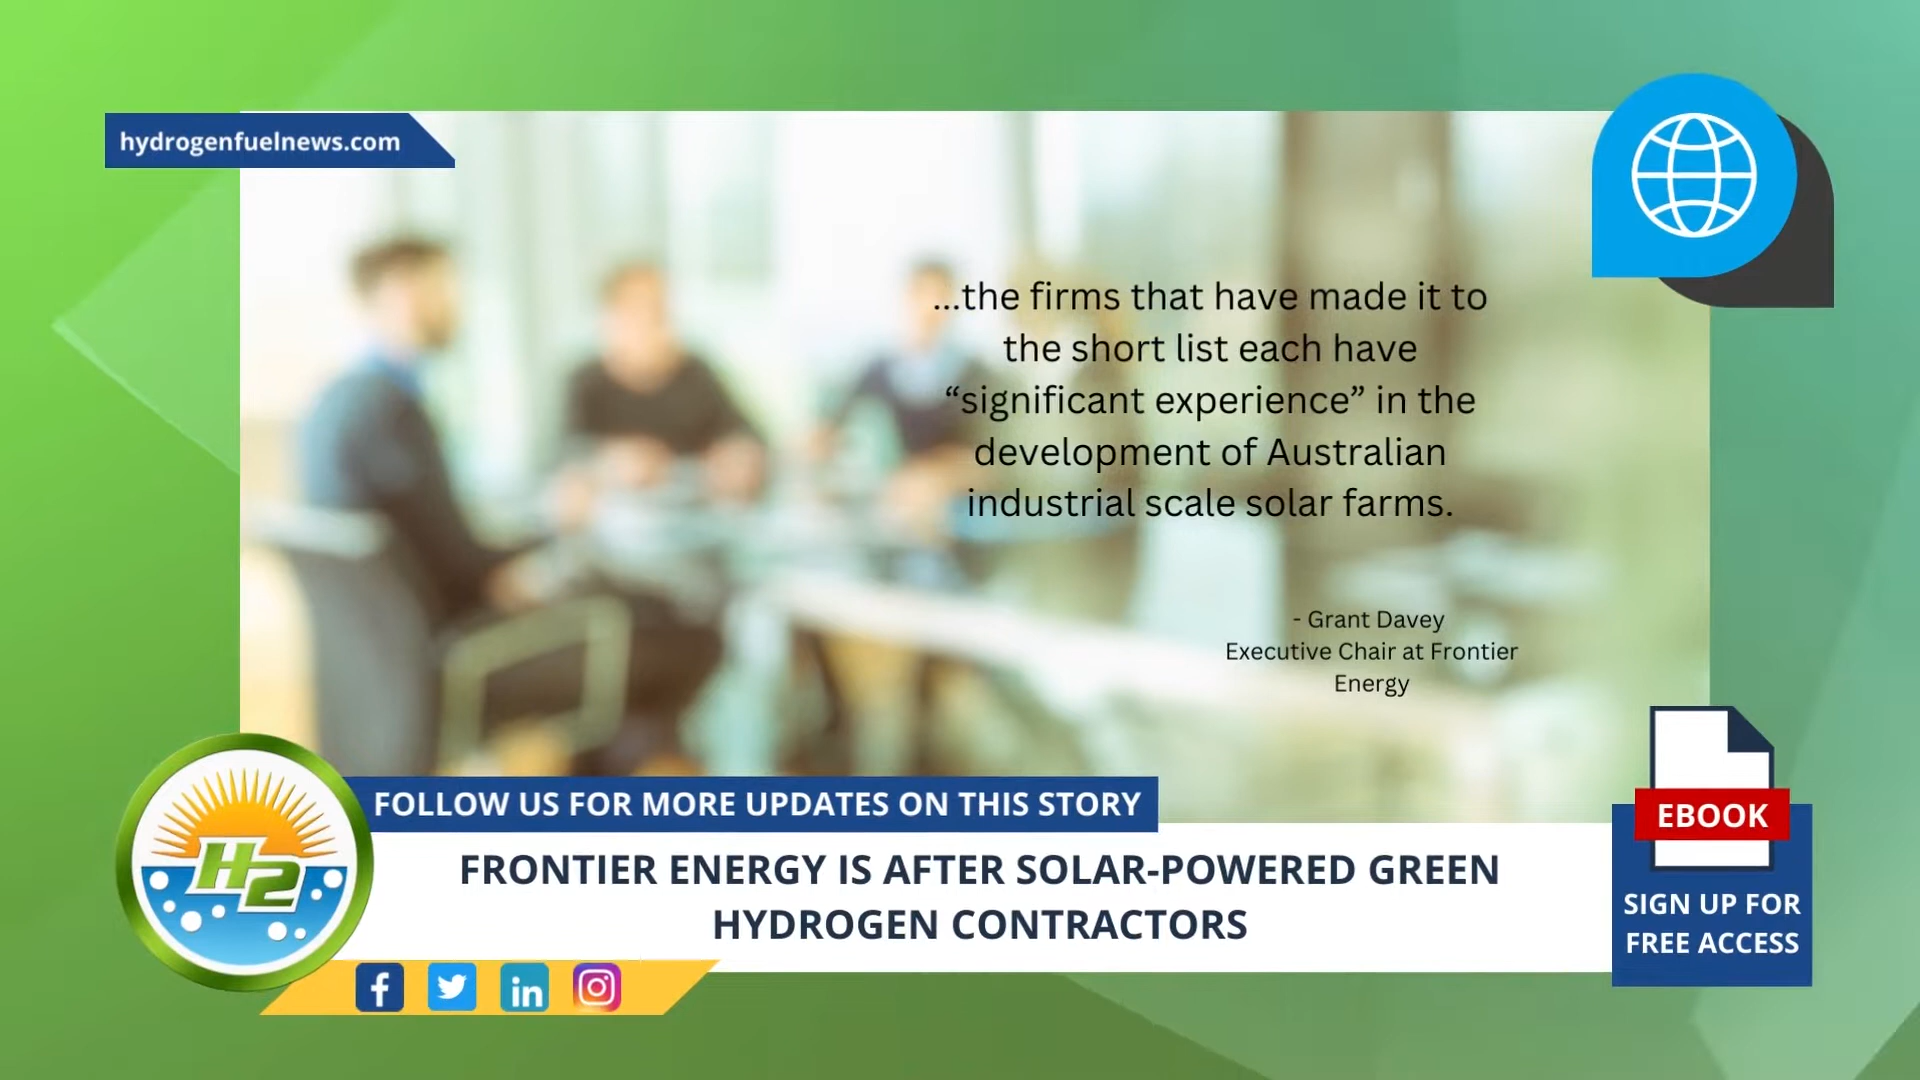 hydrogenfuelnews.com
...the firms that have made it to
the short list each have
“significant experience” in the
development of Australian
industrial scale solar farms.
- Grant Davey
Executive Chair at Frontier
Energy
FOLLOW US FOR MORE UPDATES ON THIS STORY
FRONTIER ENERGY IS AFTER SOLAR-POWERED GREEN
HYDROGEN CONTRACTORS
H2
EBOOK
SIGN UP FOR
FREE ACCESS